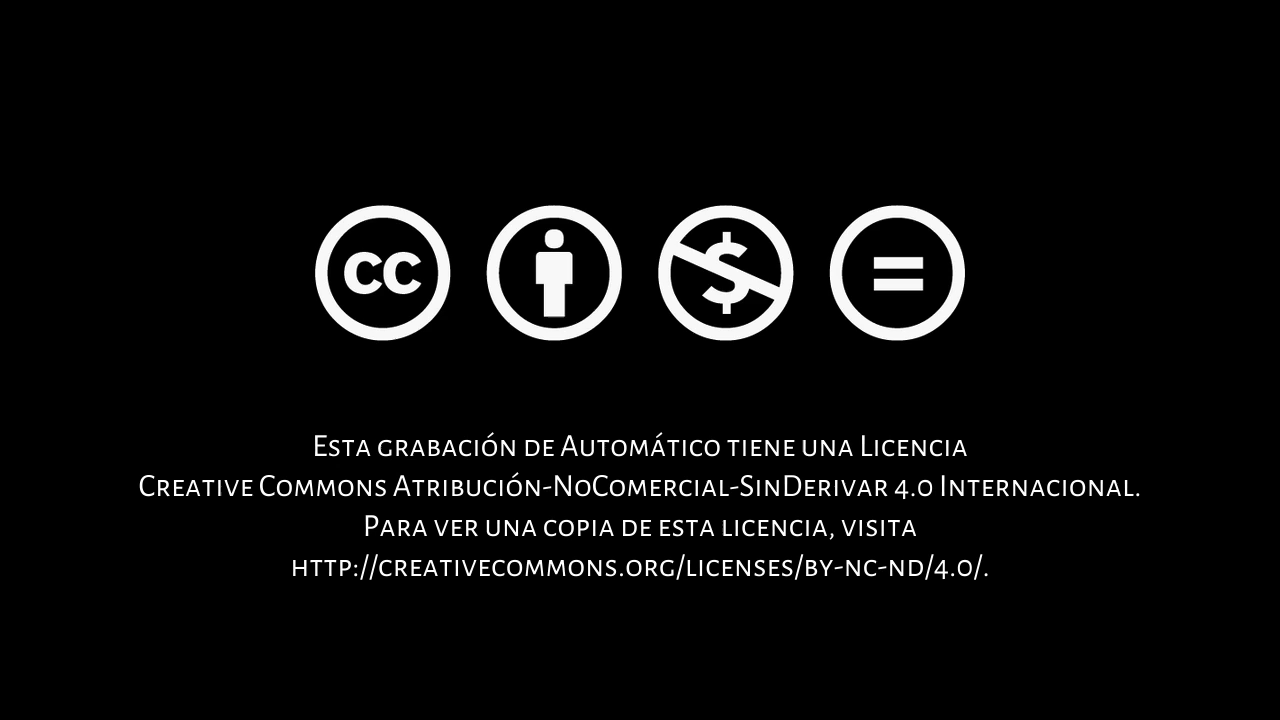 cc $ =
Esta grabación de Automático tiene una Licencia
Creative Commons Atribución-NoComercial-SinDerivar 4.0 Internacional.
Para ver una copia de esta licencia, visita
http://creativecommons.org/licenses/by-nc-nd/4.0/.